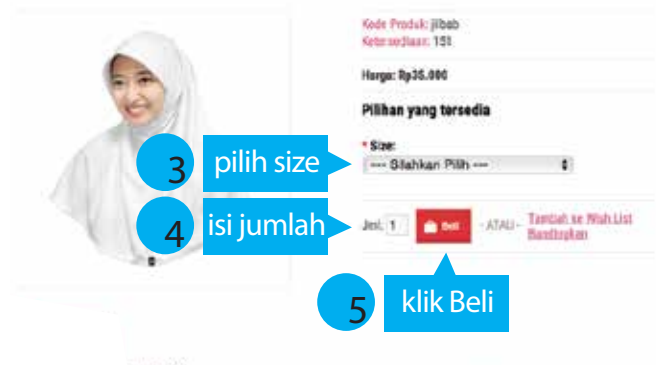 Kode Produk: jilbab
Ketersediaan: 151
Harga: Rp35.000
Pilihan yang tersedia
* Size:
3 pilih size
--- Silahkan Pilih ---
4 isi jumlah
Jml: 1 Beli - ATAU - Tambah ke Wish List
Bandingkan
5 klik Beli